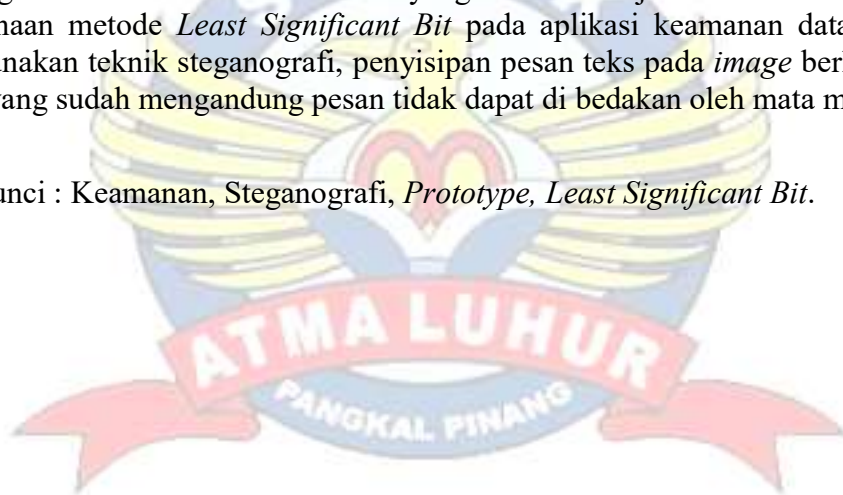 naan metode Least Significant Bit pada aplikasi keamanan data
nakan teknik steganografi, penyisipan pesan teks pada image ber
yang sudah mengandung pesan tidak dapat di bedakan oleh mata m
unci : Keamanan, Steganografi, Prototype, Least Significant Bit.
ATMA LUHUR
PANGKAL PINANG